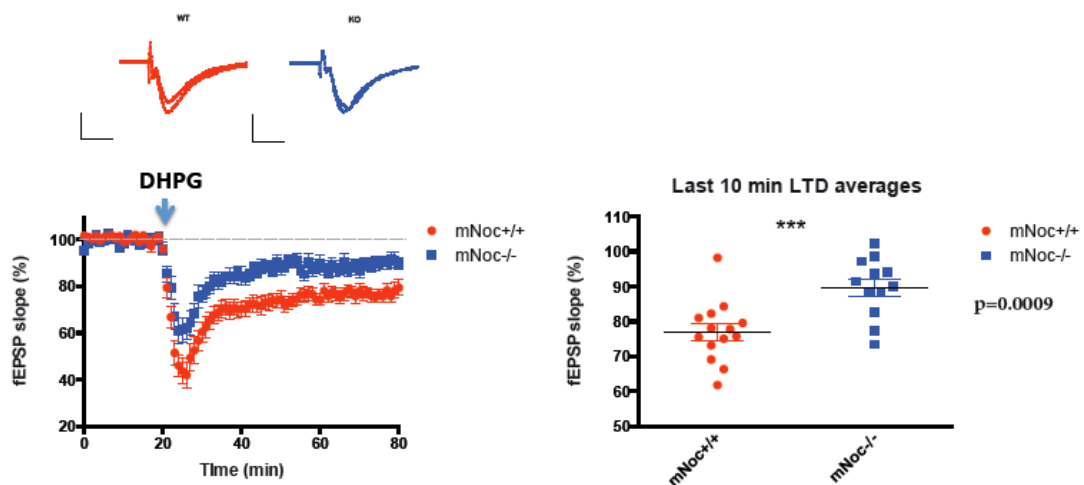 WT
KO
DHPG
fEPSP slope (%)
100
80
60
40
20
0
20
40
60
80
TIme (min)
mNoc+/+
mNoc-/-
Last 10 min LTD averages
fEPSP slope (%)
110
100
90
80
70
60
50
***
mNoc+/+
mNoc-/-
mNoc+/+
mNoc-/-
p=0.0009